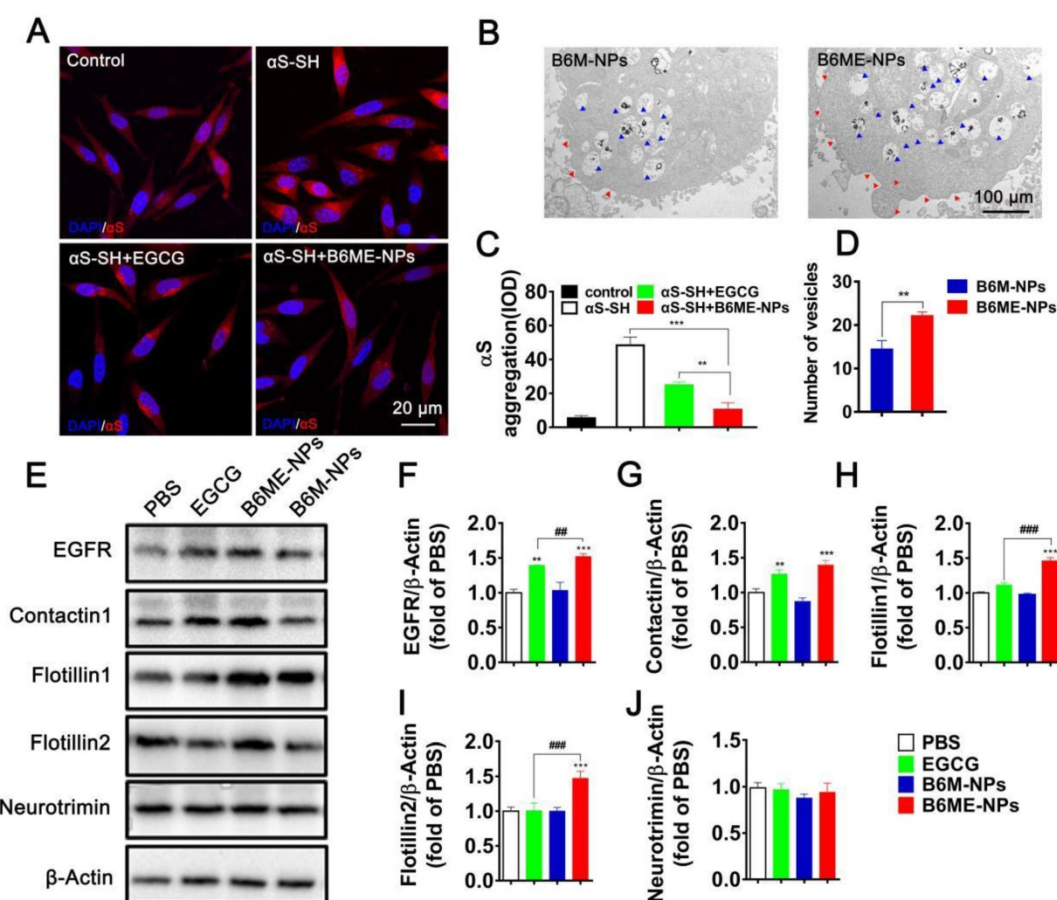 A
Control
DAPI/αS
αS-SH
DAPI/αS
αS-SH+EGCG
DAPI/αS
αS-SH+B6ME-NPs
DAPI/αS
20 μm
B
B6M-NPs
B6ME-NPs
100 μm
C
αS
aggregation(IOD)
80
60
40
20
0
control
αS-SH+EGCG
αS-SH
αS-SH+B6ME-NPs
***
**
D
Number of vesicles
30
20
10
0
**
B6M-NPs
B6ME-NPs
E
PBS
EGCG
B6ME-NPs
B6M-NPs
EGFR
Contactin1
Flotillin1
Flotillin2
Neurotrimin
β-Actin
F
EGFR/β-Actin
(fold of PBS)
2.0
1.5
1.0
0.5
0.0
##
**
***
G
Contactin/β-Actin
(fold of PBS)
2.0
1.5
1.0
0.5
0.0
**
***
H
Flotillin1/β-Actin
(fold of PBS)
2.0
1.5
1.0
0.5
0.0
###
***
I
Flotillin2/β-Actin
(fold of PBS)
2.0
1.5
1.0
0.5
0.0
###
***
J
Neurotrimin/β-Actin
(fold of PBS)
1.5
1.0
0.5
0.0
PBS
EGCG
B6M-NPs
B6ME-NPs